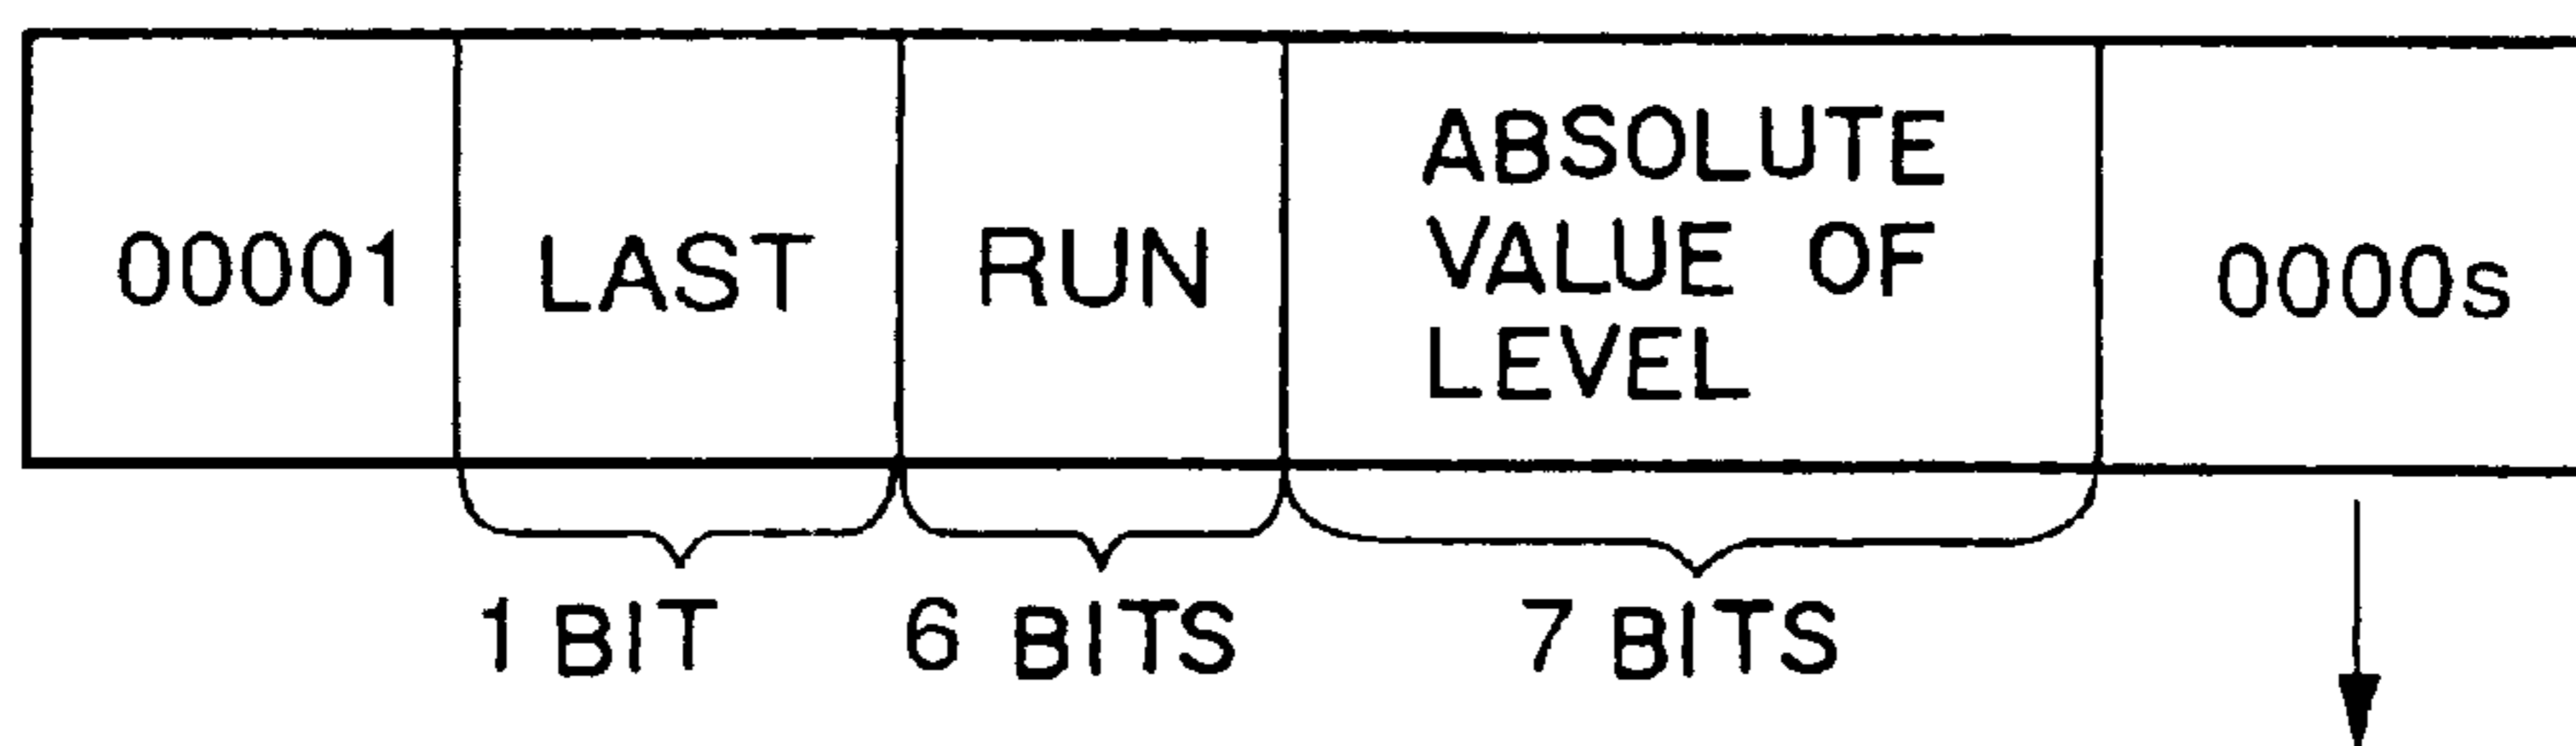 00001 LAST RUN ABSOLUTE
VALUE OF
LEVEL 0000s
1 BIT 6 BITS 7 BITS